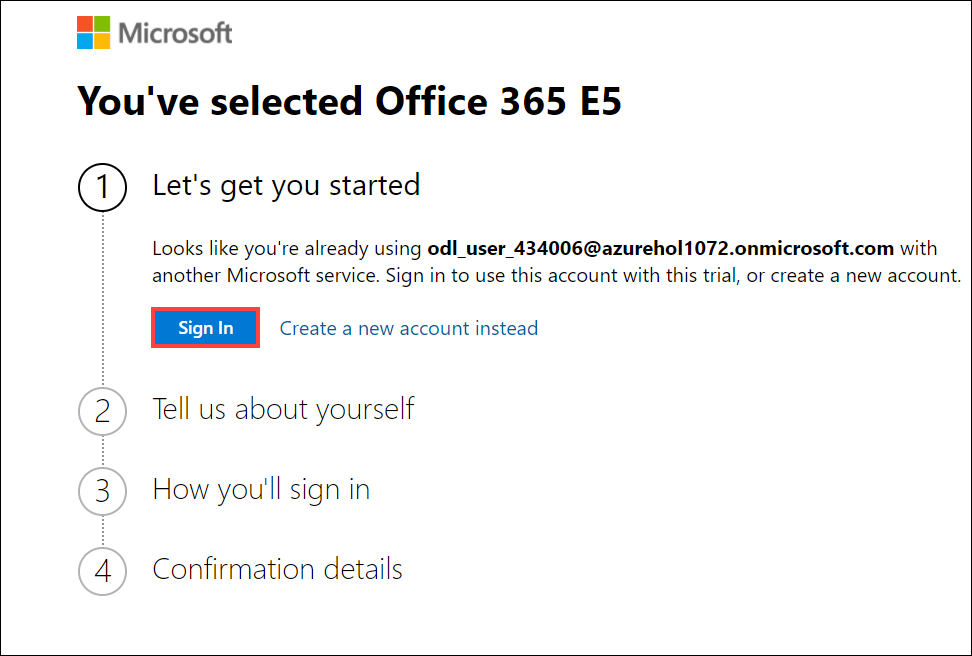 Microsoft
You've selected Office 365 E5
1 Let's get you started
Looks like you're already using odl_user_434006@azurehol1072.onmicrosoft.com with
another Microsoft service. Sign in to use this account with this trial, or create a new account.
Sign In Create a new account instead
2 Tell us about yourself
3 How you'll sign in
4 Confirmation details